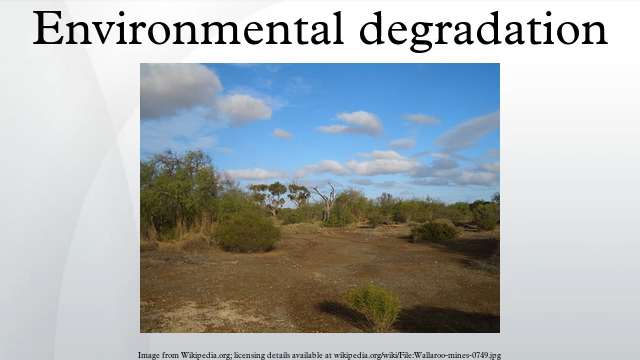 Environmental degradation
Image from Wikipedia.org; licensing details available at wikipedia.org/wiki/File:Wallaroo-mines-0749.jpg